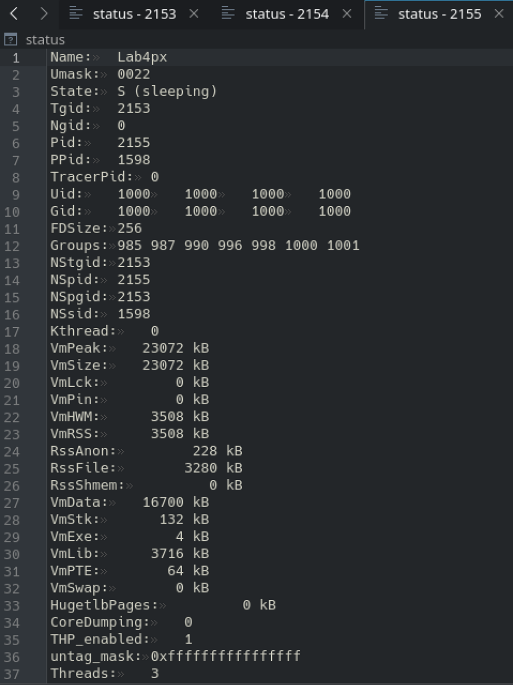 status - 2153 status - 2154 status - 2155
status
1 Name: Lab4px
2 Umask: 0022
3 State: S (sleeping)
4 Tgid: 2153
5 Ngid: 0
6 Pid: 2155
7 PPid: 1598
8 TracerPid: 0
9 Uid: 1000 1000 1000 1000
10 Gid: 1000 1000 1000 1000
11 FDSize: 256
12 Groups: 985 987 990 996 998 1000 1001
13 NStgid: 2153
14 NSpid: 2155
15 NSpgid: 2153
16 NSsid: 1598
17 Kthread: 0
18 VmPeak: 23072 kB
19 VmSize: 23072 kB
20 VmLck: 0 kB
21 VmPin: 0 kB
22 VmHWM: 3508 kB
23 VmRSS: 3508 kB
24 RssAnon: 228 kB
25 RssFile: 3280 kB
26 RssShmem: 0 kB
27 VmData: 16700 kB
28 VmStk: 132 kB
29 VmExe: 4 kB
30 VmLib: 3716 kB
31 VmPTE: 64 kB
32 VmSwap: 0 kB
33 HugetlbPages: 0 kB
34 CoreDumping: 0
35 THP_enabled: 1
36 untag_mask: 0xffffffffffffffff
37 Threads: 3